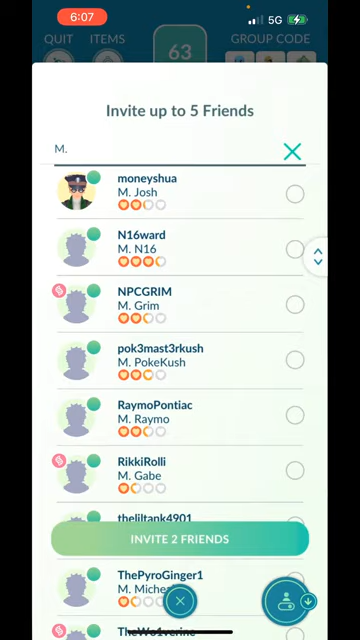 6:07
5G
QUIT
ITEMS
63
GROUP CODE
Invite up to 5 Friends
M.
moneyshua
M. Josh
N16ward
M. N16
NPCGRIM
M. Grim
pok3mast3rkush
M. PokeKush
RaymoPontiac
M. Raymo
RikkiRolli
M. Gabe
theliltank4901
INVITE 2 FRIENDS
ThePyroGinger1
TheWo1verine